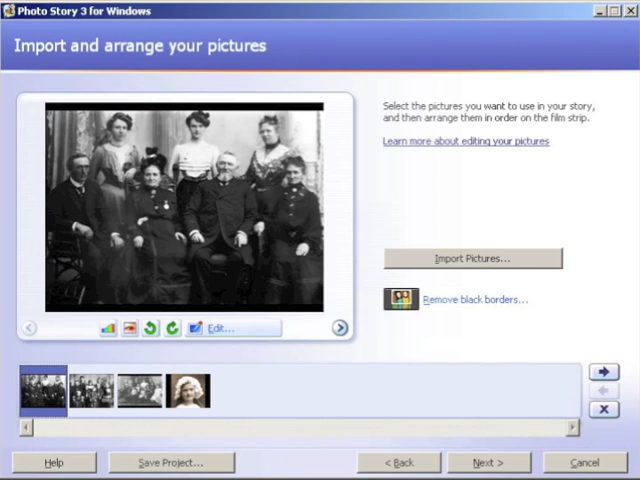 Photo Story 3 for Windows
Import and arrange your pictures
Select the pictures you want to use in your story,
and then arrange them in order on the film strip.
Learn more about editing your pictures
Import Pictures...
Remove black borders...
Edit...
Help
Save Project...
< Back
Next >
Cancel